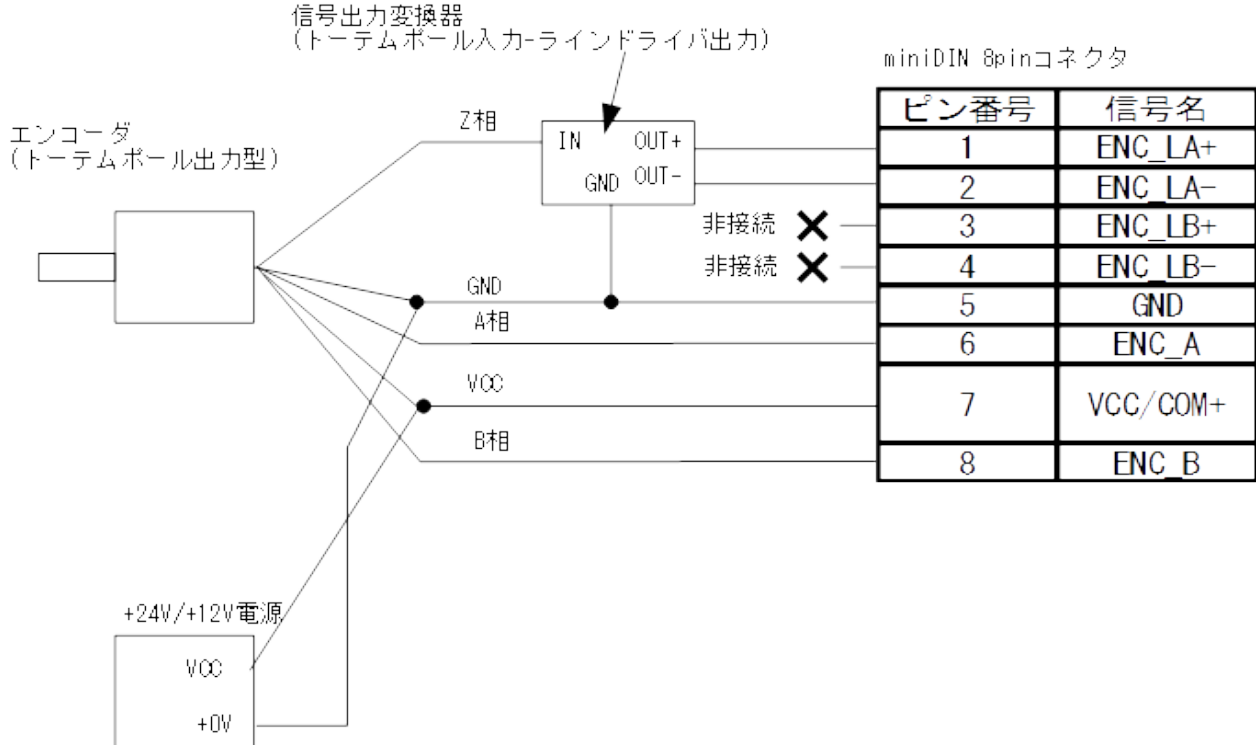 信号出力変換器
(トーテムポール入力-ラインドライバ出力)
miniDIN 8pinコネクタ
エンコーダ
(トーテムポール出力型)
Z相
IN OUT+
GND OUT-
ピン番号 信号名
1 ENC_LA+
2 ENC_LA-
非接続 3 ENC_LB+
非接続 4 ENC_LB-
GND 5 GND
A相 6 ENC_A
VCC 7 VCC/COM+
B相 8 ENC_B
+24V/+12V電源
VCC
+0V